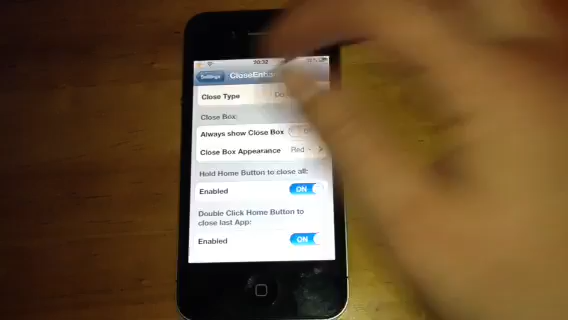 10:32
Settings
Close Type
Close Box:
Always show Close Box
Close Box Appearance Red
Hold Home Button to close all:
Enabled ON
Double Click Home Button to
close last App:
Enabled ON